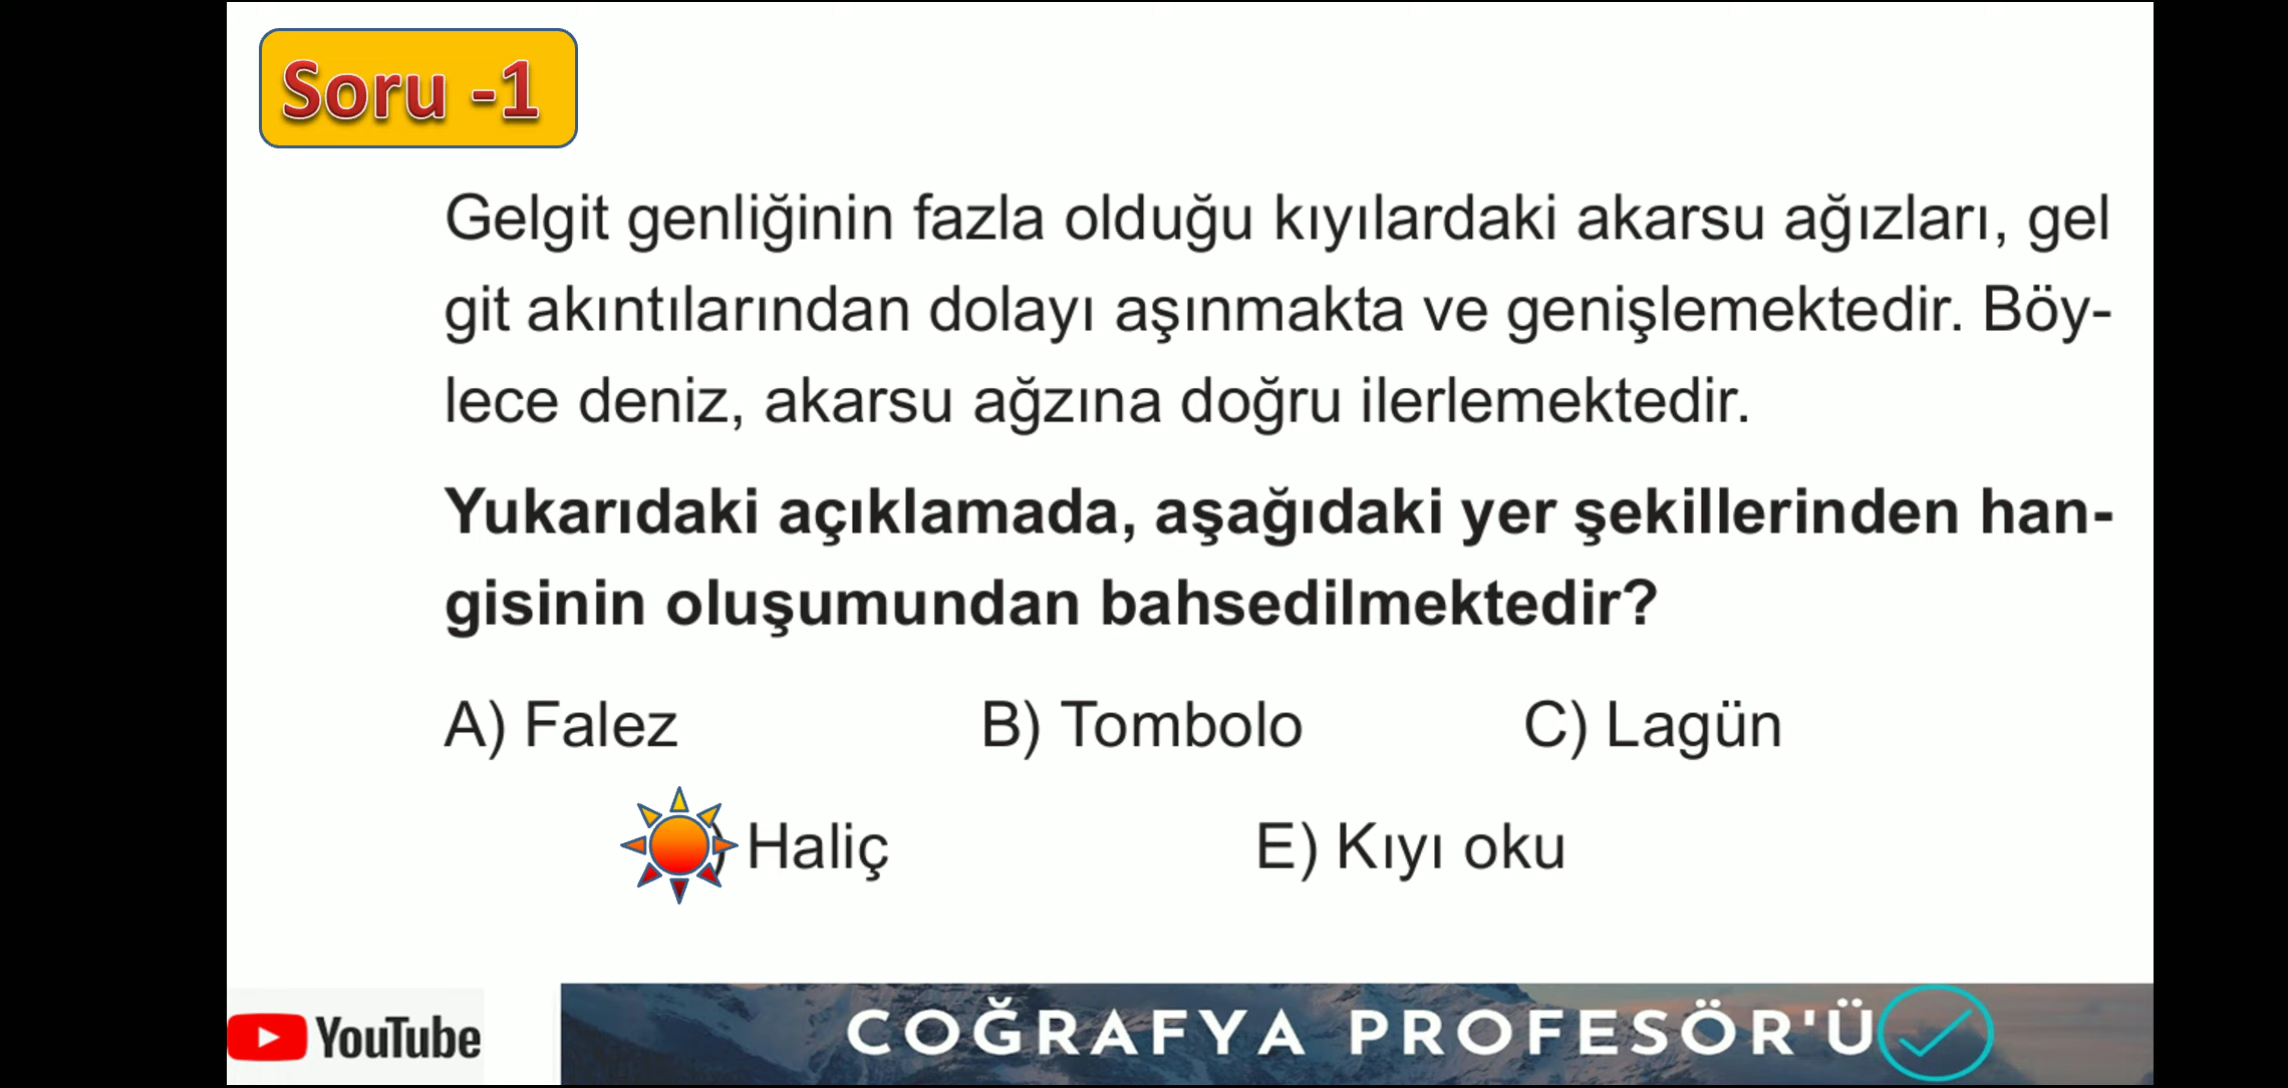 Soru -1
Gelgit genliğinin fazla olduğu kıyılardaki akarsu ağızları, gel
git akıntılarından dolayı aşınmakta ve genişlemektedir. Böy-
lece deniz, akarsu ağzına doğru ilerlemektedir.
Yukarıdaki açıklamada, aşağıdaki yer şekillerinden han-
gisinin oluşumundan bahsedilmektedir?
A) Falez B) Tombolo C) Lagün
) Haliç E) Kıyı oku
YouTube COĞRAFYA PROFESÖR'Ü